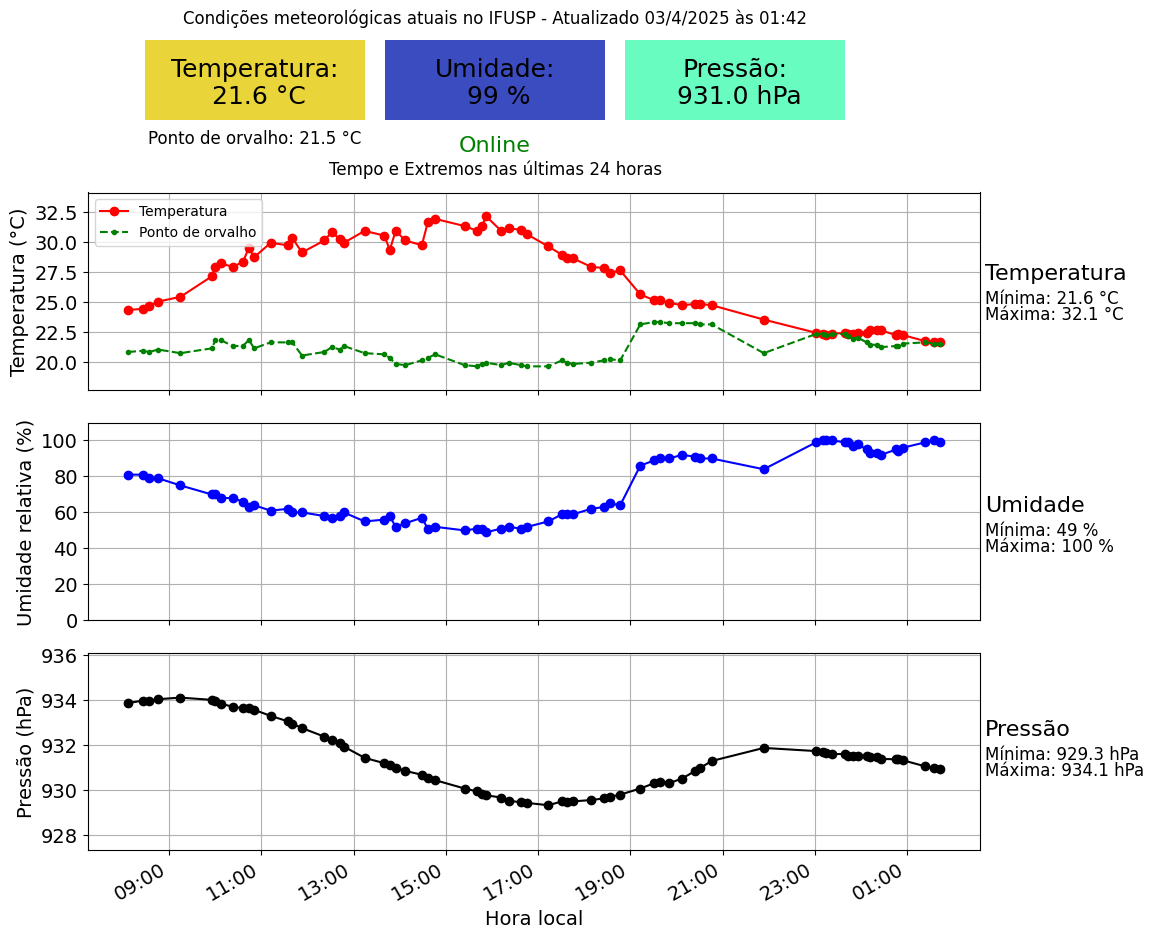 Condições meteorológicas atuais no IFUSP - Atualizado 03/4/2025 às 01:42
Temperatura:
21.6 °C
Umidade:
99 %
Pressão:
931.0 hPa
Ponto de orvalho: 21.5 °C
Online
Tempo e Extremos nas últimas 24 horas
Temperatura (°C)
32.5
30.0
27.5
25.0
22.5
20.0
Temperatura
Ponto de orvalho
Temperatura
Mínima: 21.6 °C
Máxima: 32.1 °C
Umidade relativa (%)
100
80
60
40
20
0
Umidade
Mínima: 49 %
Máxima: 100 %
Pressão (hPa)
936
934
932
930
928
Pressão
Mínima: 929.3 hPa
Máxima: 934.1 hPa
09:00 11:00 13:00 15:00 17:00 19:00 21:00 23:00 01:00
Hora local